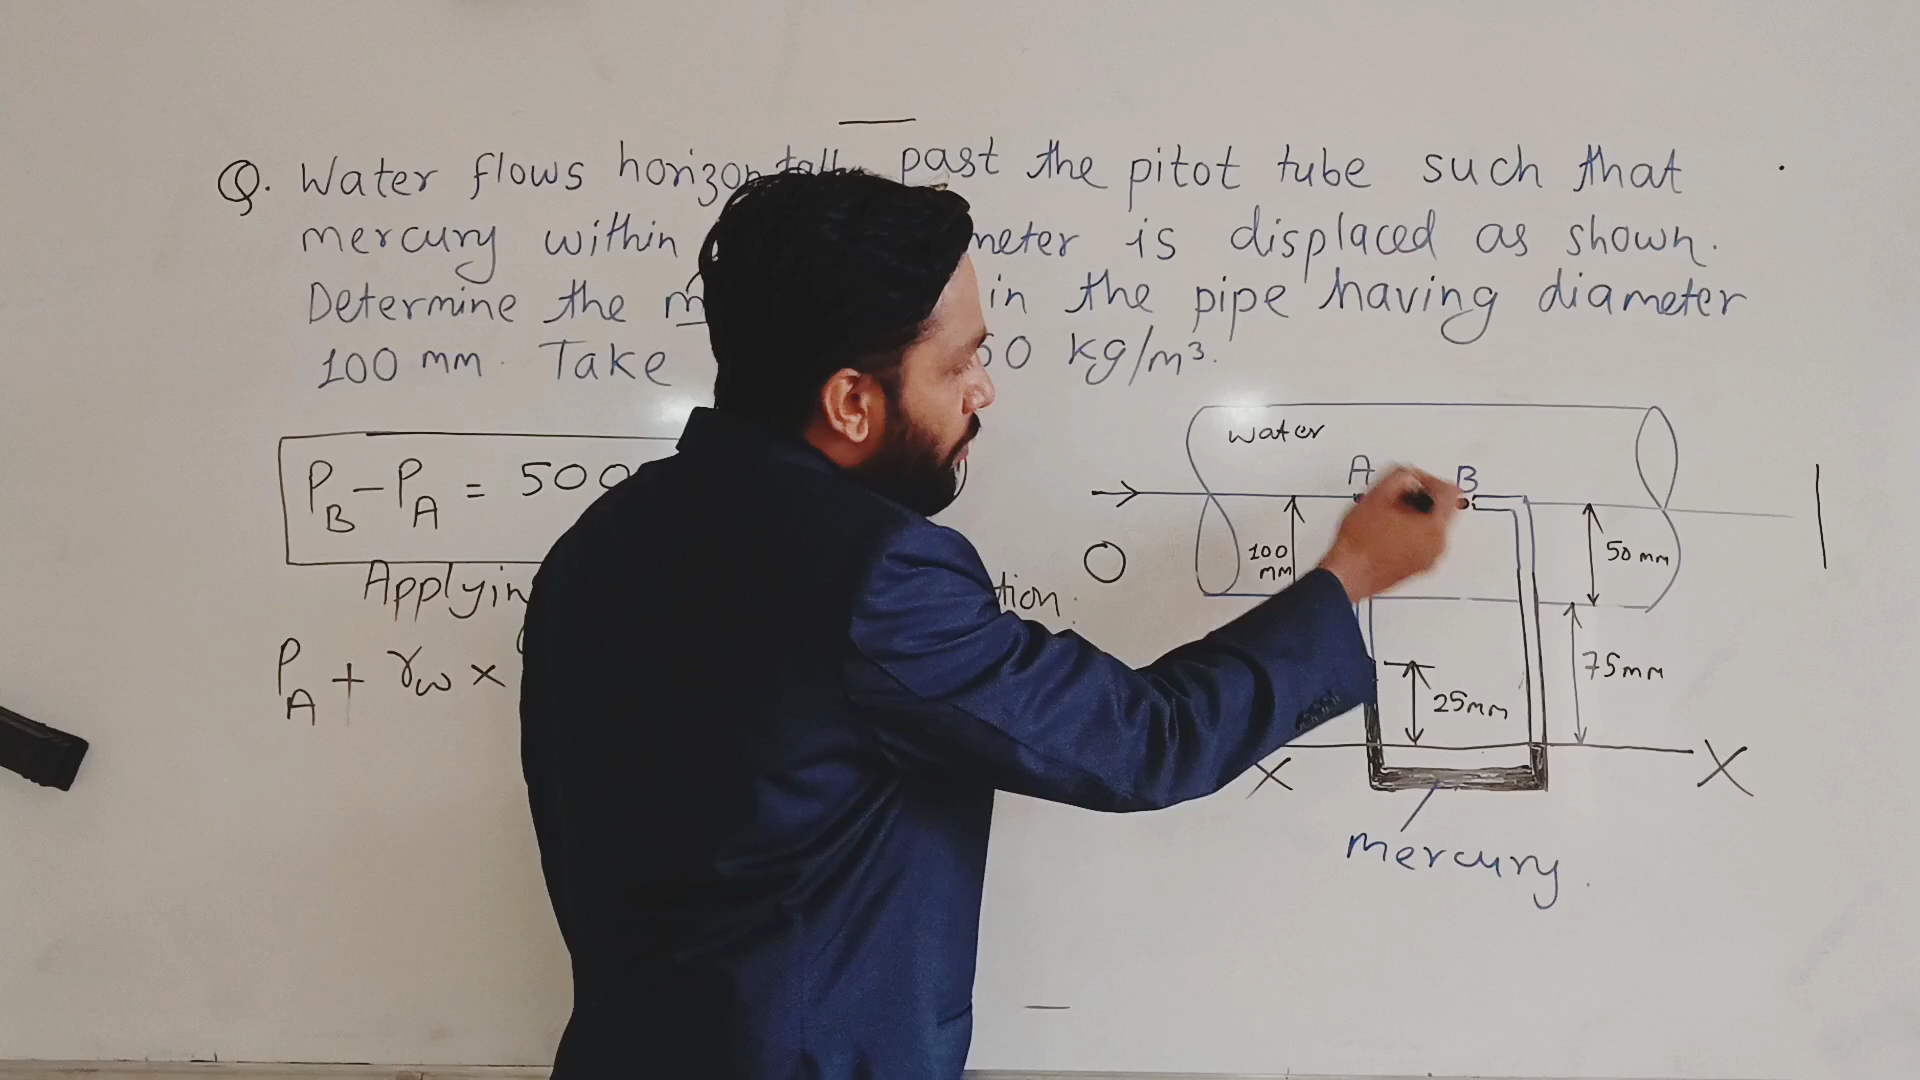 Q. Water flows horizontally past the pitot tube such that
mercury within meter is displaced as shown.
Determine the in the pipe having diameter
100 mm. Take 50 kg/m³.
P_B - P_A = 500
Applyin tion.
P_A + γ_w ×
water
A B
100 mm
50 mm
75mm
25mm
X X
mercury
O